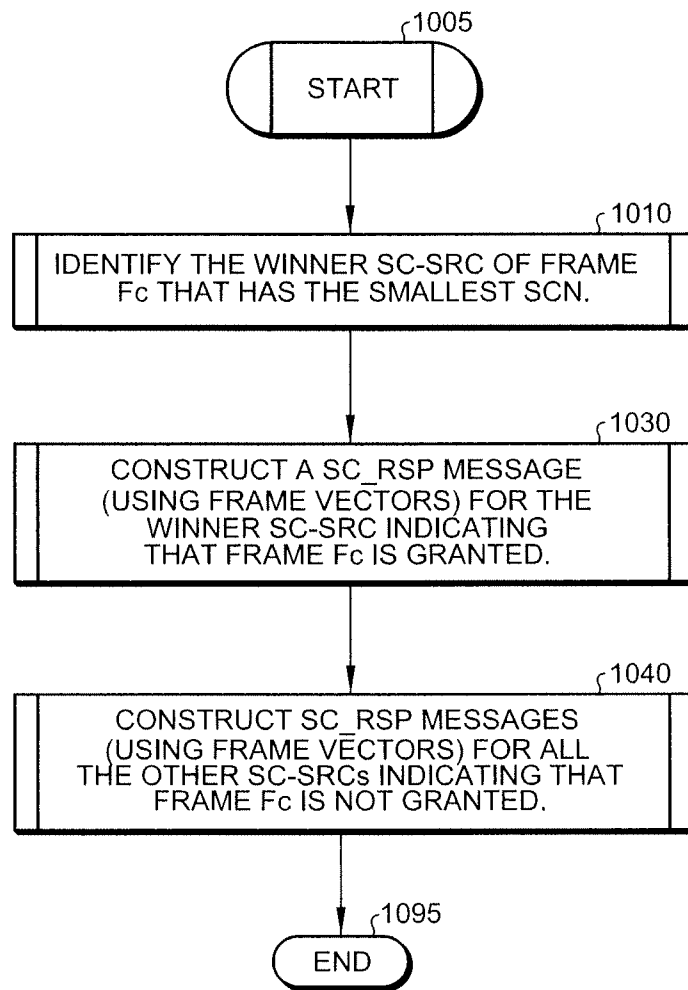 1005
START
1010
IDENTIFY THE WINNER SC-SRC OF FRAME
Fc THAT HAS THE SMALLEST SCN.
1030
CONSTRUCT A SC_RSP MESSAGE
(USING FRAME VECTORS) FOR THE
WINNER SC-SRC INDICATING
THAT FRAME Fc IS GRANTED.
1040
CONSTRUCT SC_RSP MESSAGES
(USING FRAME VECTORS) FOR ALL
THE OTHER SC-SRCs INDICATING THAT
FRAME Fc IS NOT GRANTED.
1095
END